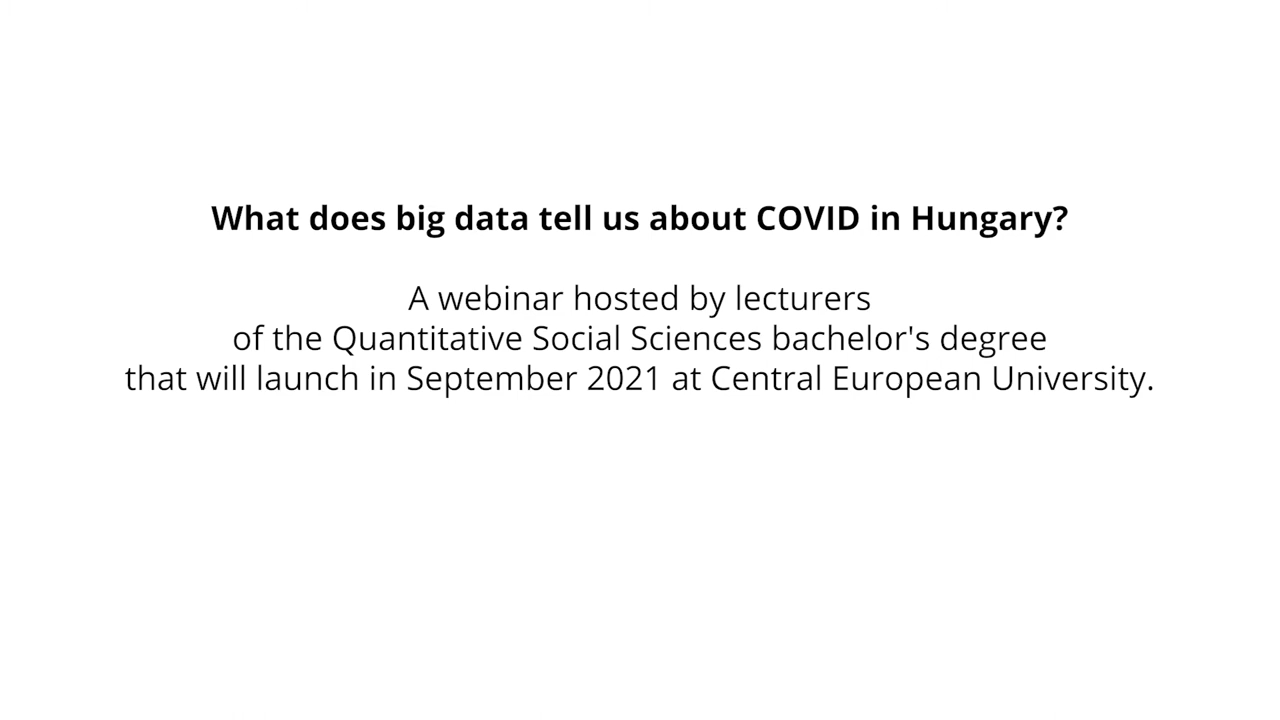 What does big data tell us about COVID in Hungary?
A webinar hosted by lecturers
of the Quantitative Social Sciences bachelor's degree
that will launch in September 2021 at Central European University.